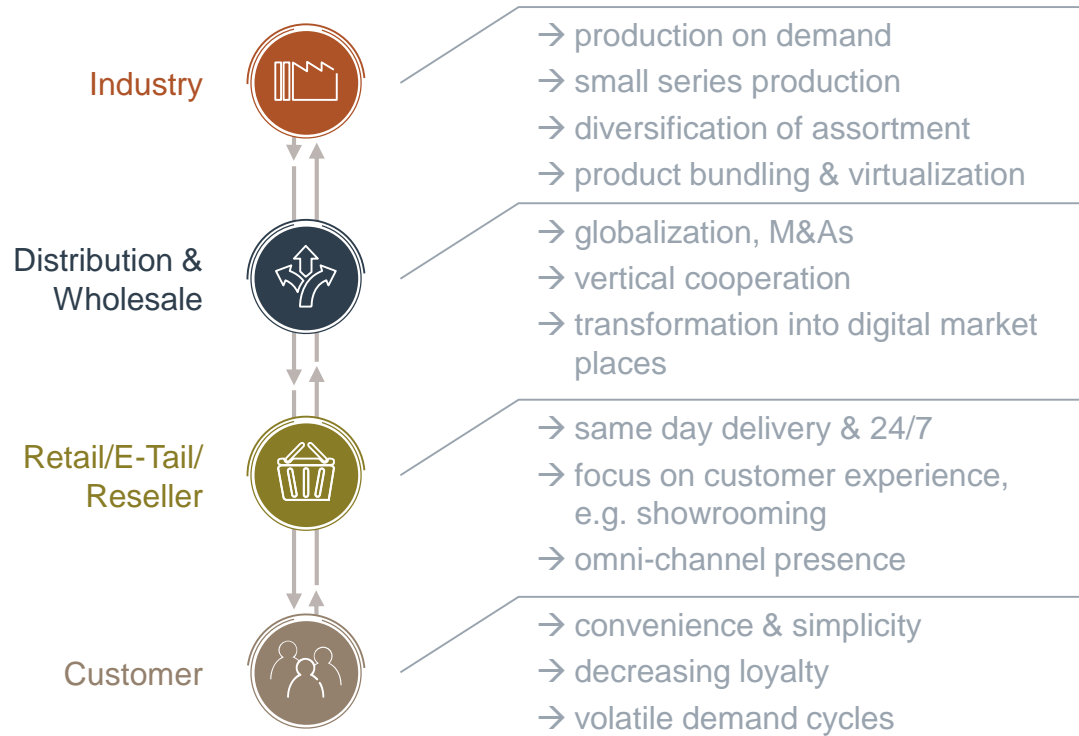 Industry
→ production on demand
→ small series production
→ diversification of assortment
→ product bundling & virtualization
Distribution &
Wholesale
→ globalization, M&As
→ vertical cooperation
→ transformation into digital market
places
Retail/E-Tail/
Reseller
→ same day delivery & 24/7
→ focus on customer experience,
e.g. showrooming
→ omni-channel presence
Customer
→ convenience & simplicity
→ decreasing loyalty
→ volatile demand cycles